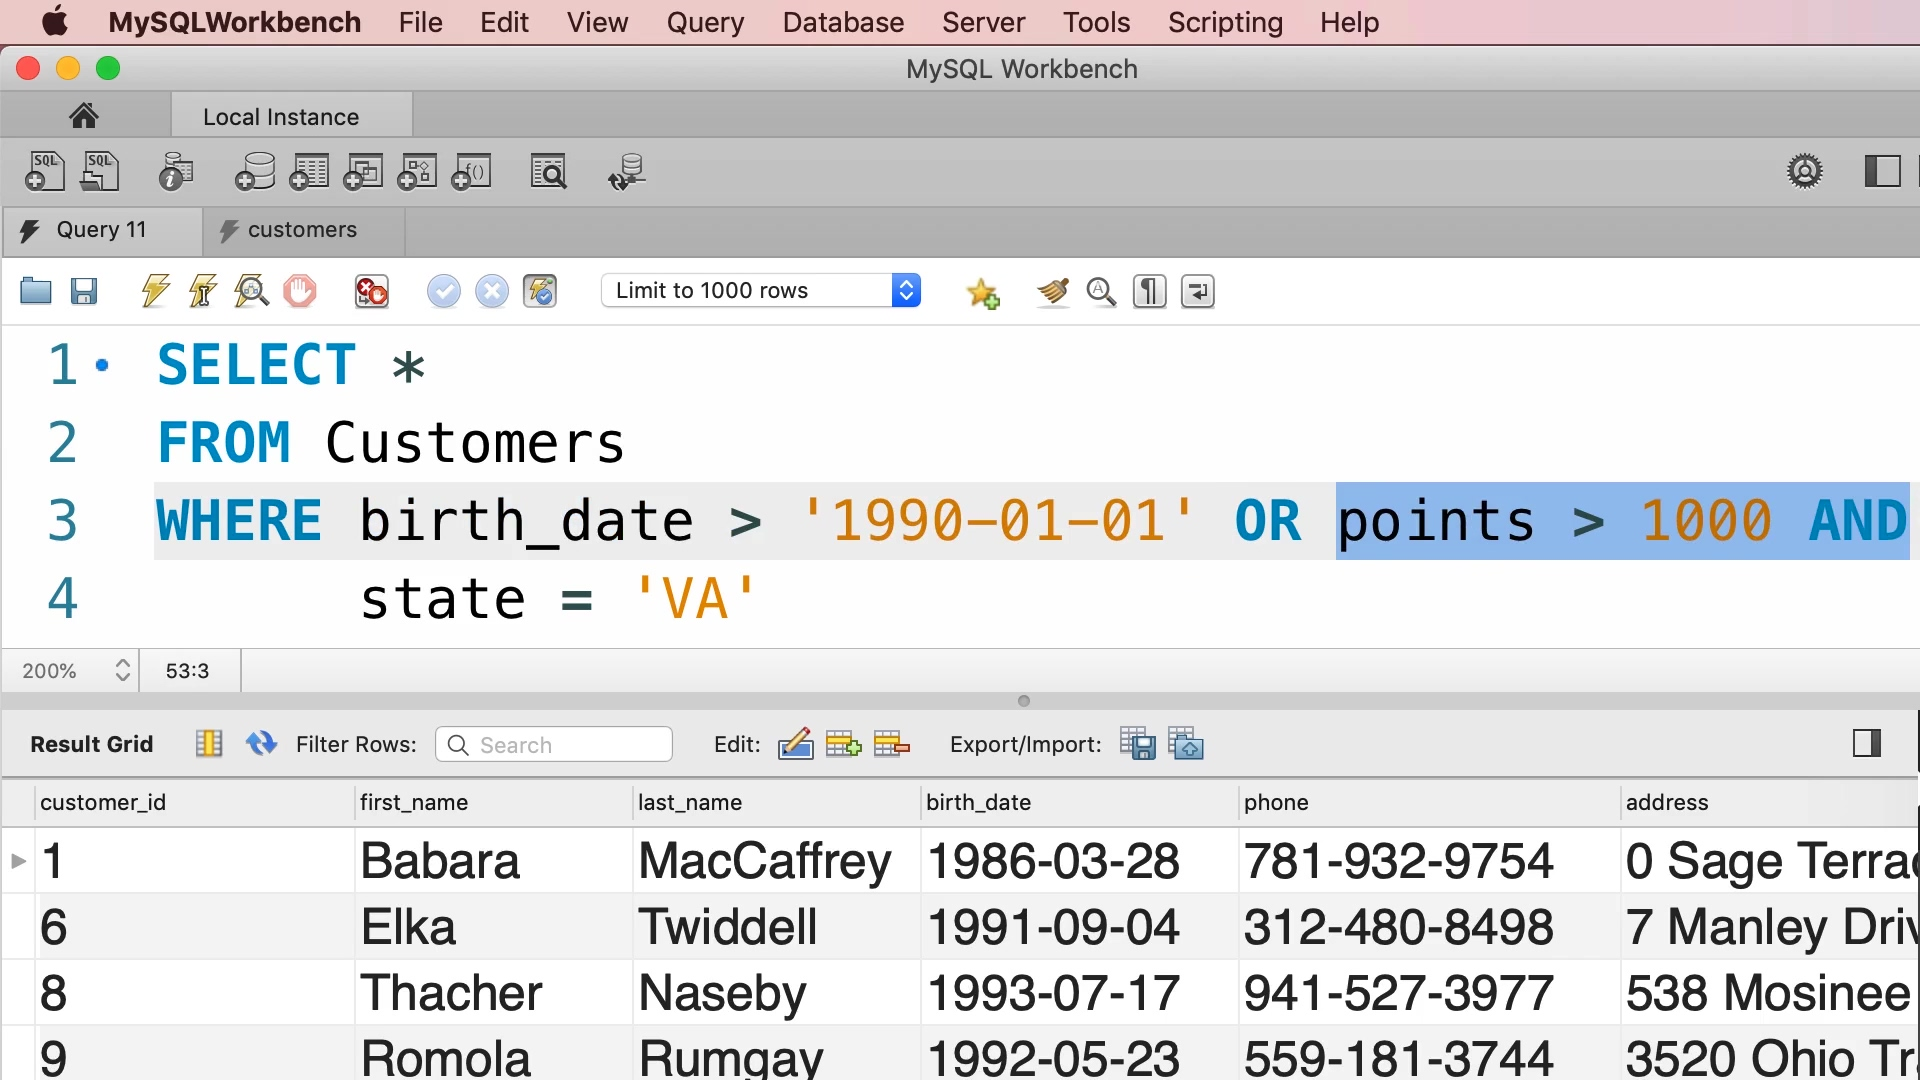 MySQLWorkbench File Edit View Query Database Server Tools Scripting Help
MySQL Workbench
Local Instance
SQL SQL
Query 11 customers
Limit to 1000 rows
1 SELECT *
2 FROM Customers
3 WHERE birth_date > '1990-01-01' OR points > 1000 AND
4 state = 'VA'
200% 53:3
Result Grid Filter Rows: Search Edit: Export/Import:
customer_id first_name last_name birth_date phone address
1 Babara MacCaffrey 1986-03-28 781-932-9754 0 Sage Terrac
6 Elka Twiddell 1991-09-04 312-480-8498 7 Manley Driv
8 Thacher Naseby 1993-07-17 941-527-3977 538 Mosinee
9 Romola Rumgay 1992-05-23 559-181-3744 3520 Ohio Tr